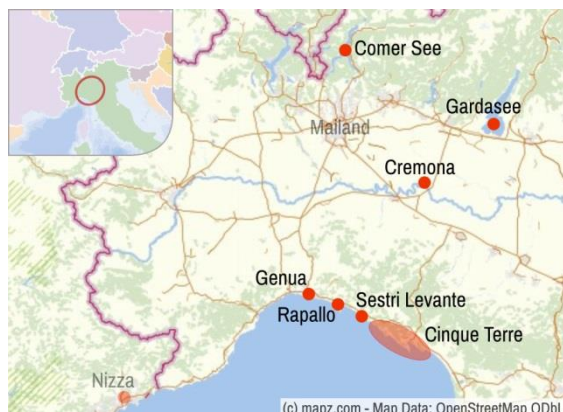 Comer See
Gardasee
Mailand
Cremona
Genua
Sestri Levante
Rapallo
Cinque Terre
Nizza
(c) mapz.com - Map Data: OpenStreetMap ODbL